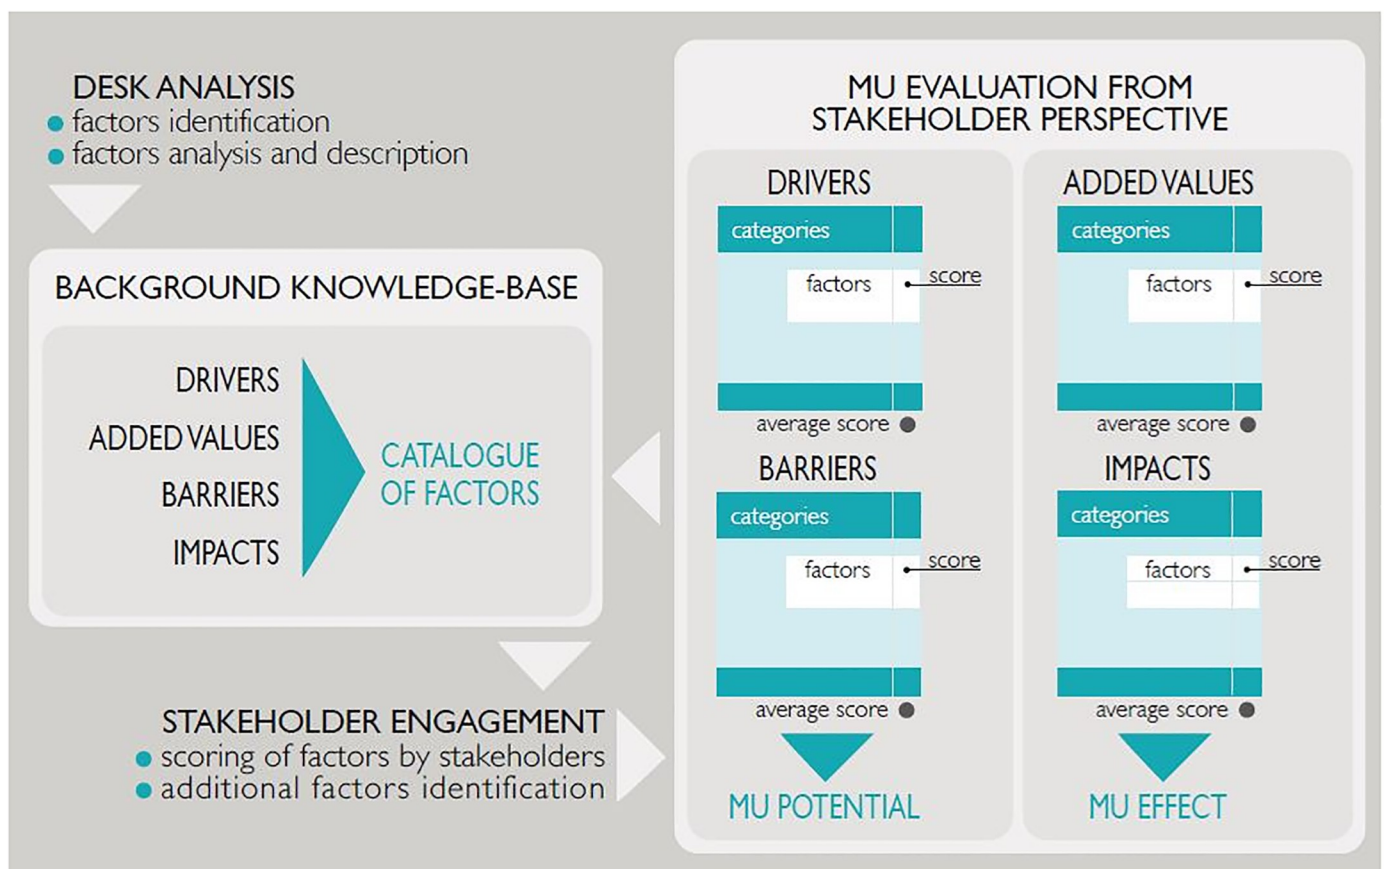 DESK ANALYSIS
factors identification
factors analysis and description
BACKGROUND KNOWLEDGE-BASE
DRIVERS
ADDED VALUES
BARRIERS
IMPACTS
CATALOGUE
OF FACTORS
STAKEHOLDER ENGAGEMENT
scoring of factors by stakeholders
additional factors identification
MU EVALUATION FROM
STAKEHOLDER PERSPECTIVE
DRIVERS
categories
factors
score
average score
BARRIERS
categories
factors
score
average score
MU POTENTIAL
ADDED VALUES
categories
factors
score
average score
IMPACTS
categories
factors
score
average score
MU EFFECT